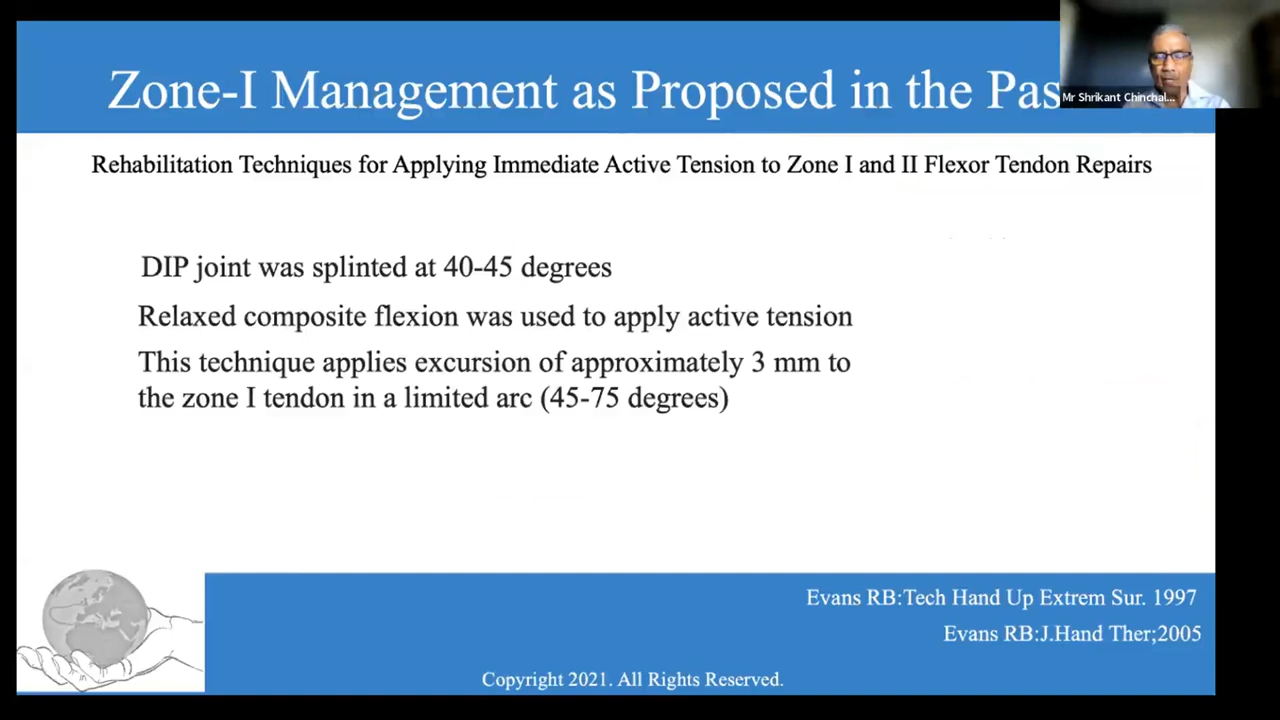 Zone-I Management as Proposed in the Pas
Mr Shrikant Chinchal...
Rehabilitation Techniques for Applying Immediate Active Tension to Zone I and II Flexor Tendon Repairs
DIP joint was splinted at 40-45 degrees
Relaxed composite flexion was used to apply active tension
This technique applies excursion of approximately 3 mm to
the zone I tendon in a limited arc (45-75 degrees)
Evans RB:Tech Hand Up Extrem Sur. 1997
Evans RB:J.Hand Ther;2005
Copyright 2021. All Rights Reserved.